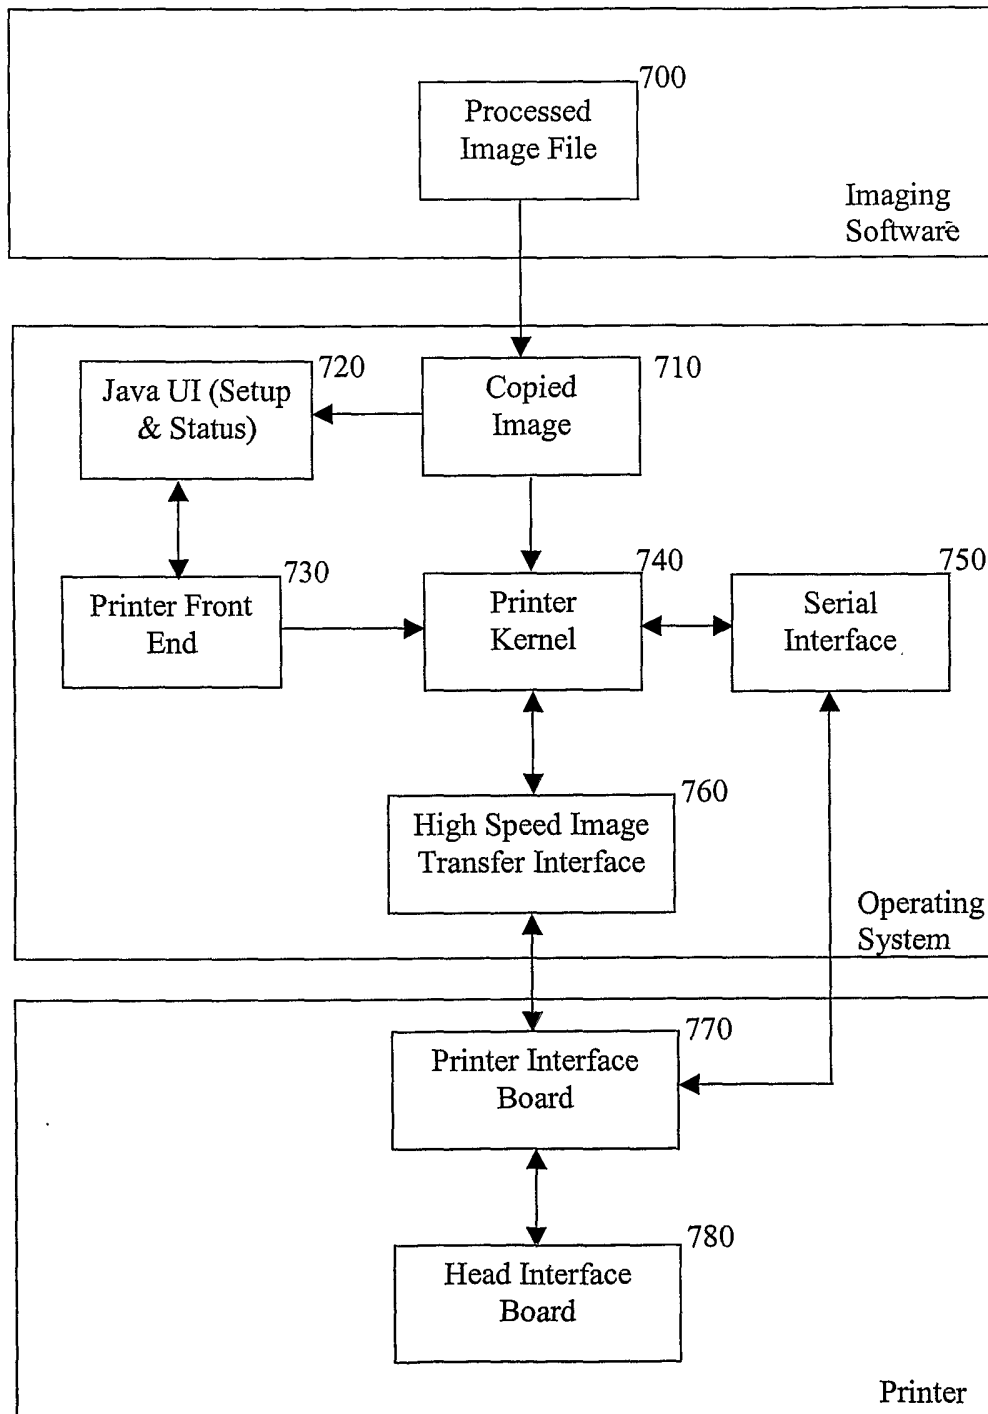 700
Processed
Image File
Imaging
Software
720
Java UI (Setup
& Status)
710
Copied
Image
730
Printer Front
End
740
Printer
Kernel
750
Serial
Interface
760
High Speed Image
Transfer Interface
Operating
System
770
Printer Interface
Board
780
Head Interface
Board
Printer